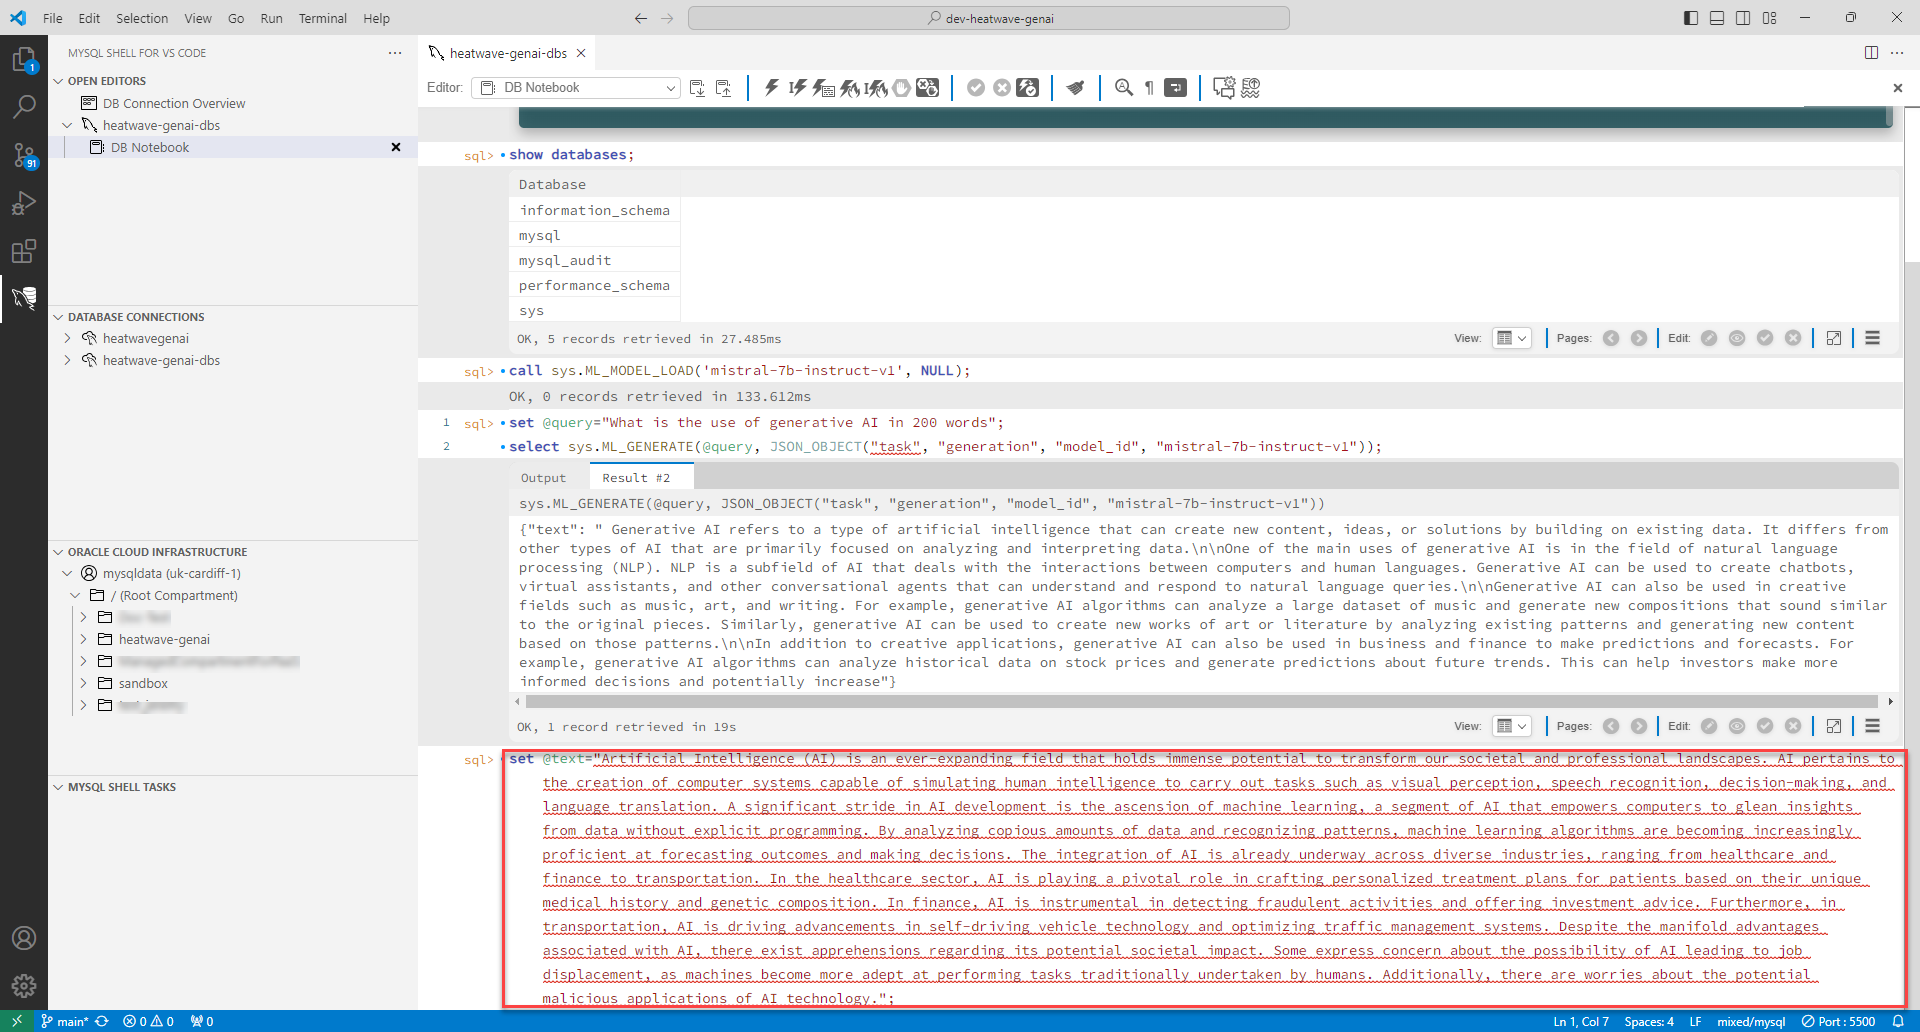 File Edit Selection View Go Run Terminal Help
dev-heatwave-genai
MYSQL SHELL FOR VS CODE
OPEN EDITORS
DB Connection Overview
heatwave-genai-dbs
DB Notebook
DATABASE CONNECTIONS
heatwavegenai
heatwave-genai-dbs
ORACLE CLOUD INFRASTRUCTURE
mysqldata (uk-cardiff-1)
/ (Root Compartment)
heatwave-genai
sandbox
MYSQL SHELL TASKS
1
91
heatwave-genai-dbs
Editor: DB Notebook
sql> show databases;
Database
information_schema
mysql
mysql_audit
performance_schema
sys
OK, 5 records retrieved in 27.485ms
View: Pages: Edit:
sql> call sys.ML_MODEL_LOAD('mistral-7b-instruct-v1', NULL);
OK, 0 records retrieved in 133.612ms
1 sql> set @query="What is the use of generative AI in 200 words";
2 select sys.ML_GENERATE(@query, JSON_OBJECT("task", "generation", "model_id", "mistral-7b-instruct-v1"));
Output Result #2
sys.ML_GENERATE(@query, JSON_OBJECT("task", "generation", "model_id", "mistral-7b-instruct-v1"))
{"text": " Generative AI refers to a type of artificial intelligence that can create new content, ideas, or solutions by building on existing data. It differs from
other types of AI that are primarily focused on analyzing and interpreting data.\n\nOne of the main uses of generative AI is in the field of natural language
processing (NLP). NLP is a subfield of AI that deals with the interactions between computers and human languages. Generative AI can be used to create chatbots,
virtual assistants, and other conversational agents that can understand and respond to natural language queries.\n\nGenerative AI can also be used in creative
fields such as music, art, and writing. For example, generative AI algorithms can analyze a large dataset of music and generate new compositions that sound similar
to the original pieces. Similarly, generative AI can be used to create new works of art or literature by analyzing existing patterns and generating new content
based on those patterns.\n\nIn addition to creative applications, generative AI can also be used in business and finance to make predictions and forecasts. For
example, generative AI algorithms can analyze historical data on stock prices and generate predictions about future trends. This can help investors make more
informed decisions and potentially increase"}
OK, 1 record retrieved in 19s
View: Pages: Edit:
sql> set @text="Artificial Intelligence (AI) is an ever-expanding field that holds immense potential to transform our societal and professional landscapes. AI pertains to
the creation of computer systems capable of simulating human intelligence to carry out tasks such as visual perception, speech recognition, decision-making, and
language translation. A significant stride in AI development is the ascension of machine learning, a segment of AI that empowers computers to glean insights
from data without explicit programming. By analyzing copious amounts of data and recognizing patterns, machine learning algorithms are becoming increasingly
proficient at forecasting outcomes and making decisions. The integration of AI is already underway across diverse industries, ranging from healthcare and
finance to transportation. In the healthcare sector, AI is playing a pivotal role in crafting personalized treatment plans for patients based on their unique
medical history and genetic composition. In finance, AI is instrumental in detecting fraudulent activities and offering investment advice. Furthermore, in
transportation, AI is driving advancements in self-driving vehicle technology and optimizing traffic management systems. Despite the manifold advantages
associated with AI, there exist apprehensions regarding its potential societal impact. Some express concern about the possibility of AI leading to job
displacement, as machines become more adept at performing tasks traditionally undertaken by humans. Additionally, there are worries about the potential
malicious applications of AI technology.";
main* 0 0 0 Ln 1, Col 7 Spaces: 4 LF mixed/mysql Port : 5500